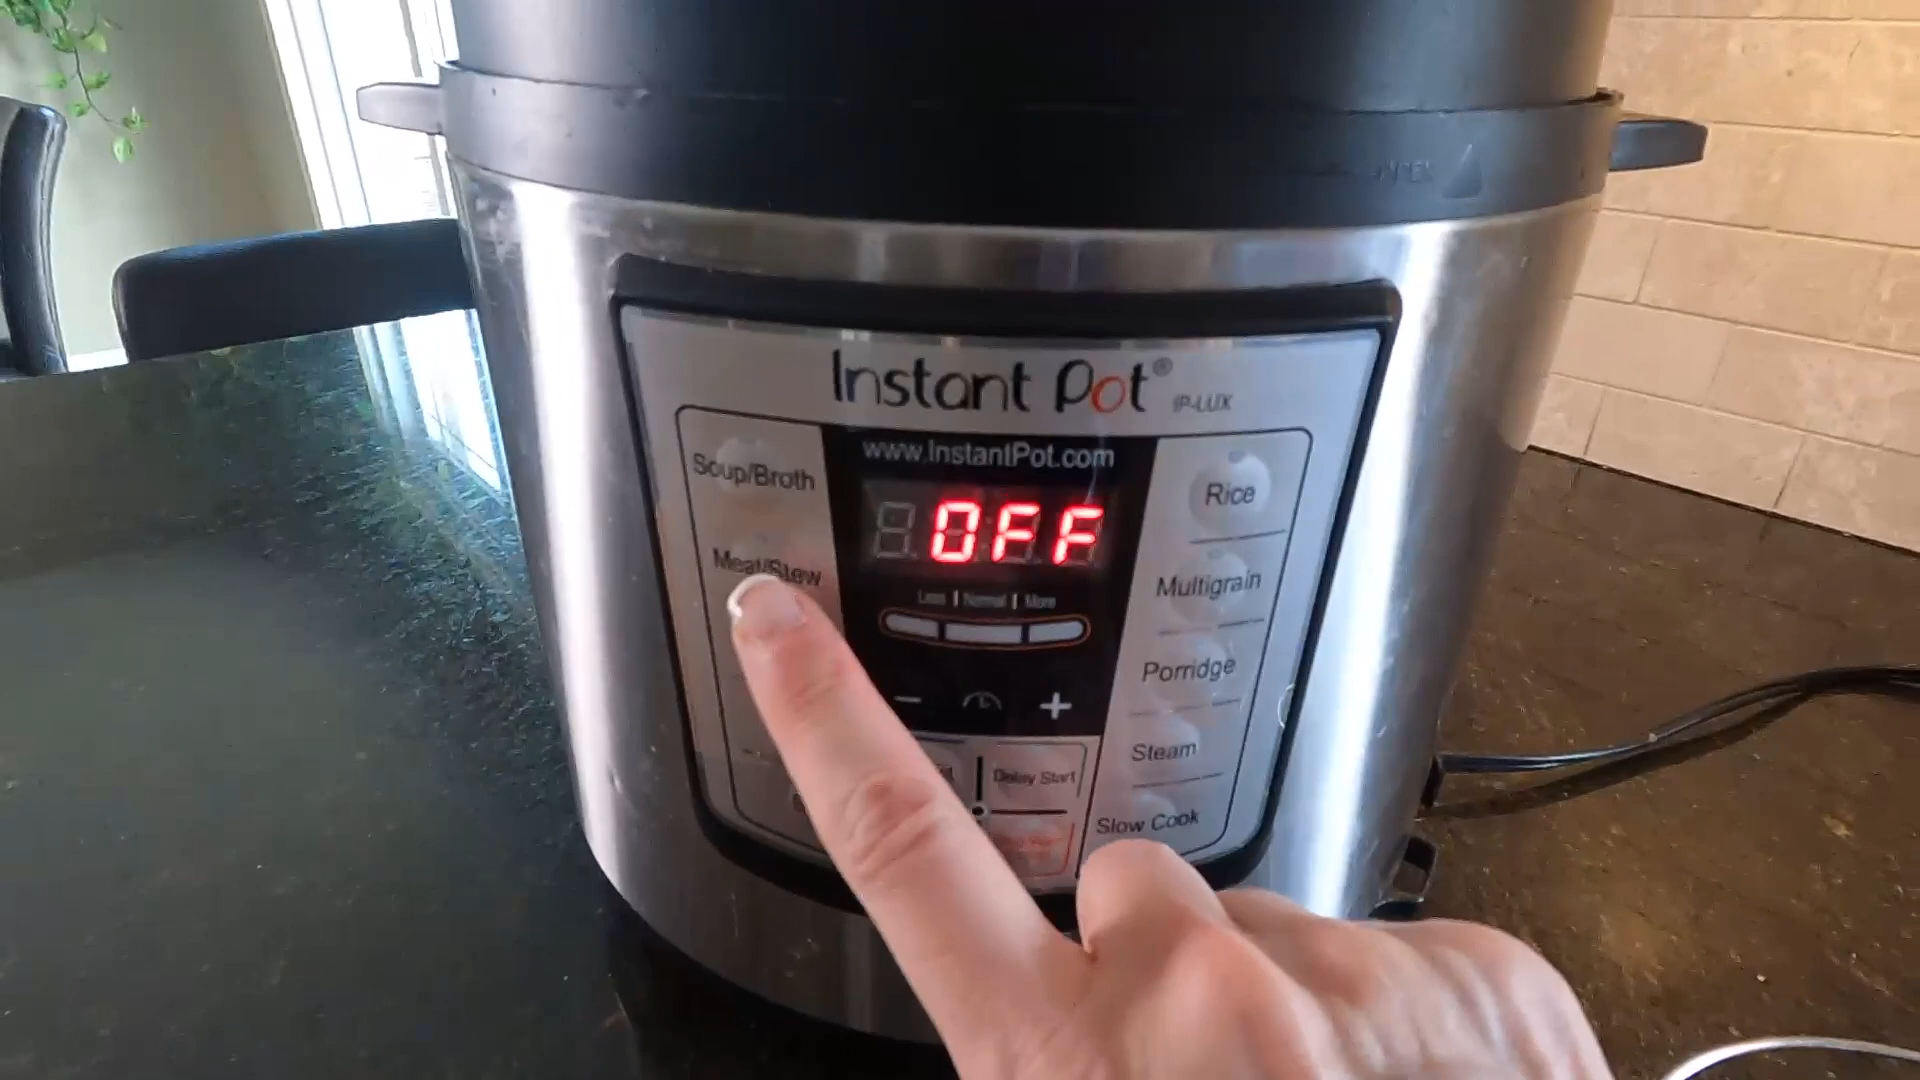 OPEN
Instant Pot® IP-LUX
www.InstantPot.com
Soup/Broth
OFF
Rice
Meat/Stew
Less | Normal | More
Multigrain
Porridge
− +
Steam
Delay Start
Slow Cook